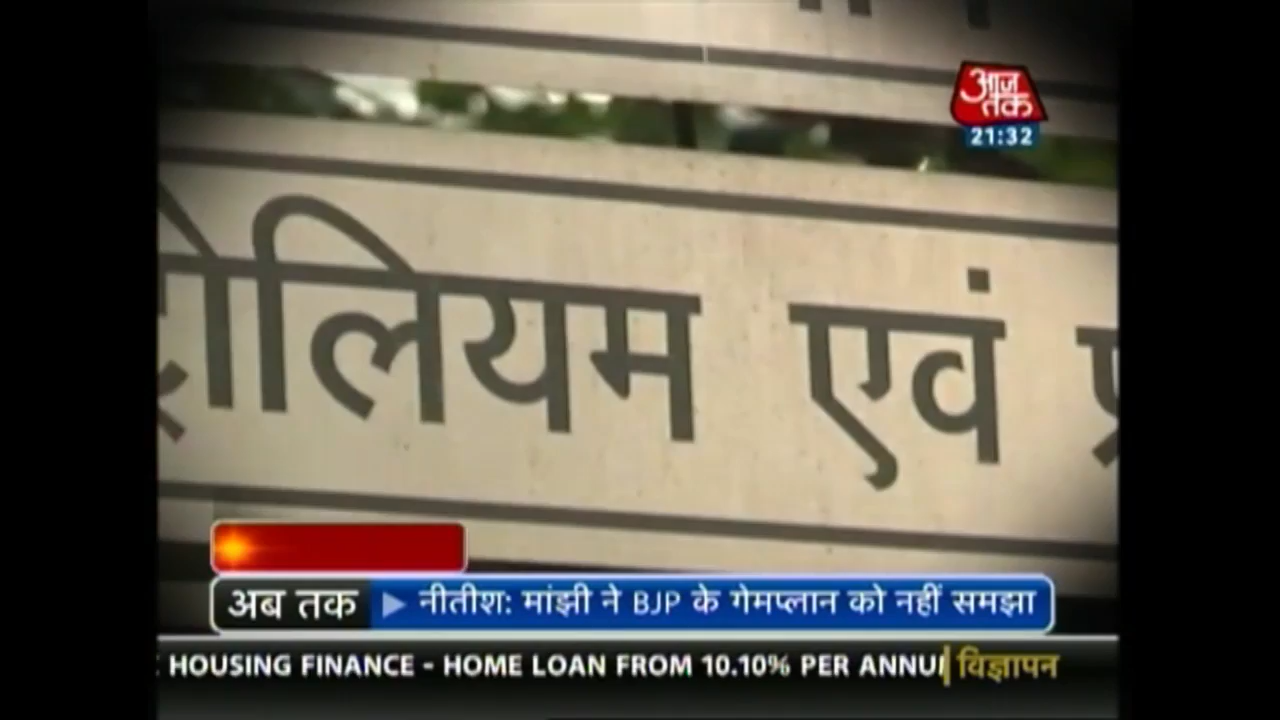 आज
तक
21:32
ट्रोलियम एवं
अब तक
नीतीश: मांझी ने BJP के गेमप्लान को नहीं समझा
HOUSING FINANCE - HOME LOAN FROM 10.10% PER ANNU
विज्ञापन